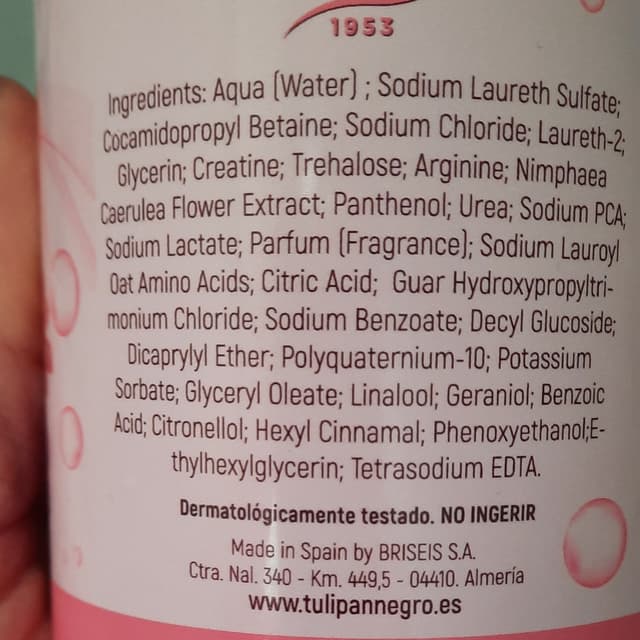 1953
Ingredients: Aqua (Water) ; Sodium Laureth Sulfate;
Cocamidopropyl Betaine; Sodium Chloride; Laureth-2;
Glycerin; Creatine; Trehalose; Arginine; Nimphaea
Caerulea Flower Extract; Panthenol; Urea; Sodium PCA;
Sodium Lactate; Parfum (Fragrance); Sodium Lauroyl
Oat Amino Acids; Citric Acid; Guar Hydroxypropyltri-
monium Chloride; Sodium Benzoate; Decyl Glucoside;
Dicaprylyl Ether; Polyquaternium-10; Potassium
Sorbate; Glyceryl Oleate; Linalool; Geraniol; Benzoic
Acid; Citronellol; Hexyl Cinnamal; Phenoxyethanol;E-
thylhexylglycerin; Tetrasodium EDTA.
Dermatológicamente testado. NO INGERIR
Made in Spain by BRISEIS S.A.
Ctra. Nal. 340 - Km. 449,5 - 04410. Almería
www.tulipannegro.es